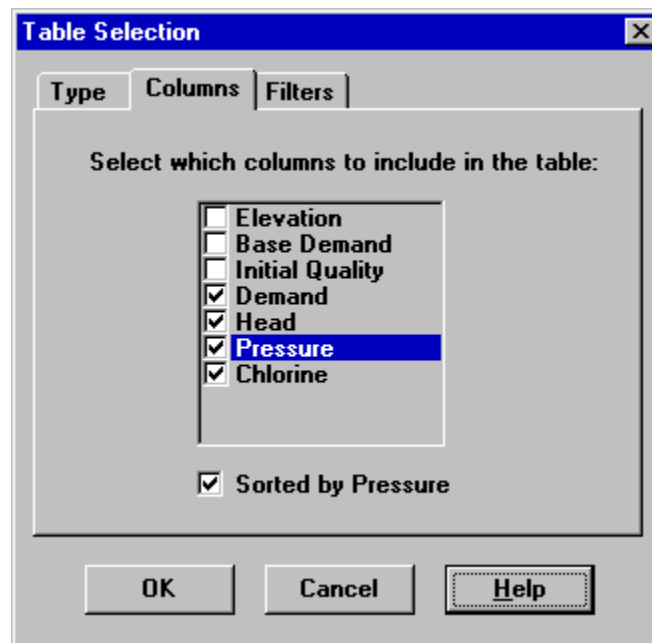 Table Selection
Type Columns Filters
Select which columns to include in the table:
Elevation
Base Demand
Initial Quality
Demand
Head
Pressure
Chlorine
Sorted by Pressure
OK Cancel Help